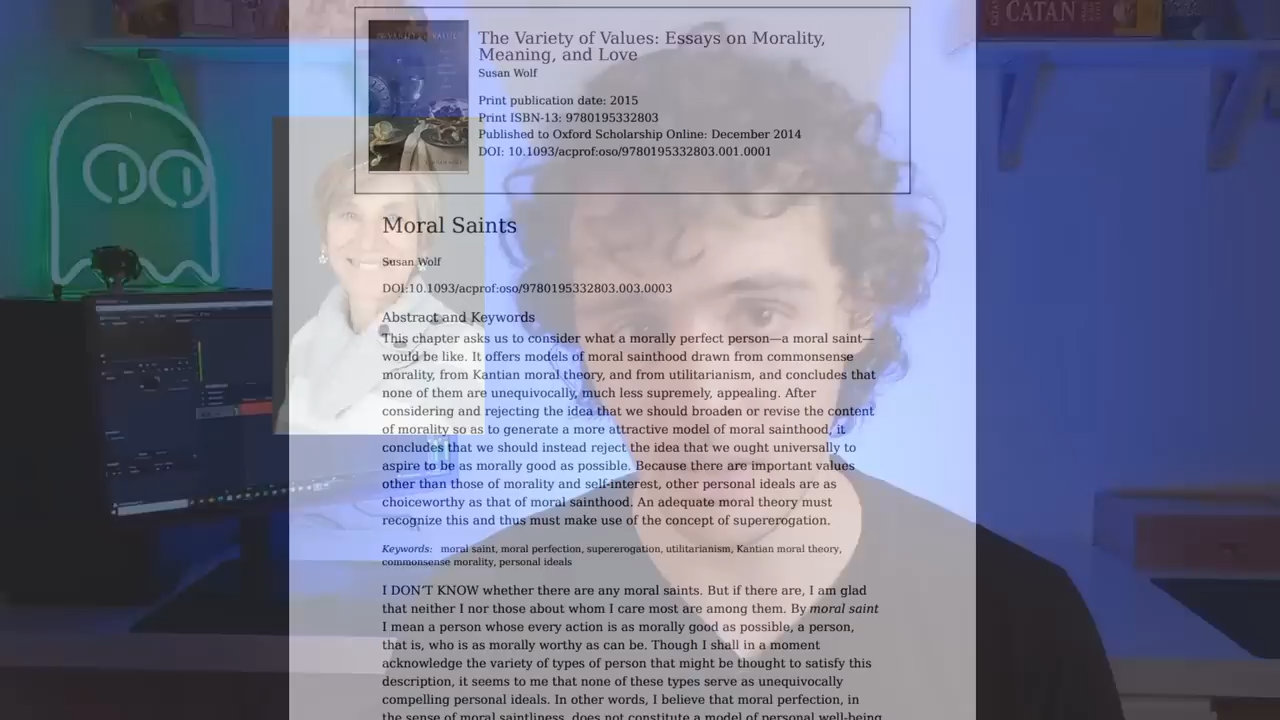 CATAN
CATAN
The Variety of Values: Essays on Morality,
Meaning, and Love
Susan Wolf
Print publication date: 2015
Print ISBN-13: 9780195332803
Published to Oxford Scholarship Online: December 2014
DOI: 10.1093/acprof:oso/9780195332803.001.0001
Moral Saints
Susan Wolf
DOI:10.1093/acprof:oso/9780195332803.003.0003
Abstract and Keywords
This chapter asks us to consider what a morally perfect person—a moral saint—
would be like. It offers models of moral sainthood drawn from commonsense
morality, from Kantian moral theory, and from utilitarianism, and concludes that
none of them are unequivocally, much less supremely, appealing. After
considering and rejecting the idea that we should broaden or revise the content
of morality so as to generate a more attractive model of moral sainthood, it
concludes that we should instead reject the idea that we ought universally to
aspire to be as morally good as possible. Because there are important values
other than those of morality and self-interest, other personal ideals are as
choiceworthy as that of moral sainthood. An adequate moral theory must
recognize this and thus must make use of the concept of supererogation.
Keywords: moral saint, moral perfection, supererogation, utilitarianism, Kantian moral theory,
commonsense morality, personal ideals
I DON'T KNOW whether there are any moral saints. But if there are, I am glad
that neither I nor those about whom I care most are among them. By moral saint
I mean a person whose every action is as morally good as possible, a person,
that is, who is as morally worthy as can be. Though I shall in a moment
acknowledge the variety of types of person that might be thought to satisfy this
description, it seems to me that none of these types serve as unequivocally
compelling personal ideals. In other words, I believe that moral perfection, in
the sense of moral saintliness, does not constitute a model of personal well-being